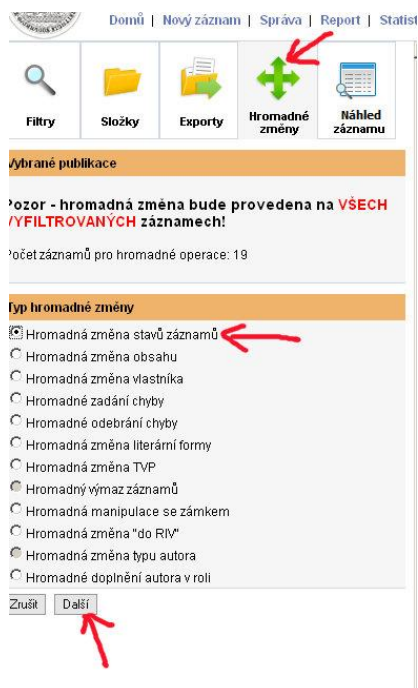 Domů | Nový záznam | Správa | Report | Statist
Filtry
Složky
Exporty
Hromadné
změny
Náhled
záznamu
Vybrané publikace
Pozor - hromadná změna bude provedena na VŠECH
VYFILTROVANÝCH záznamech!
Počet záznamů pro hromadné operace: 19
Typ hromadné změny
Hromadná změna stavů záznamů
Hromadná změna obsahu
Hromadná změna vlastníka
Hromadné zadání chyby
Hromadné odebrání chyby
Hromadná změna literární formy
Hromadná změna TVP
Hromadný výmaz záznamů
Hromadná manipulace se zámkem
Hromadná změna "do RIV"
Hromadná změna typu autora
Hromadné doplnění autora v roli
Zrušit Další